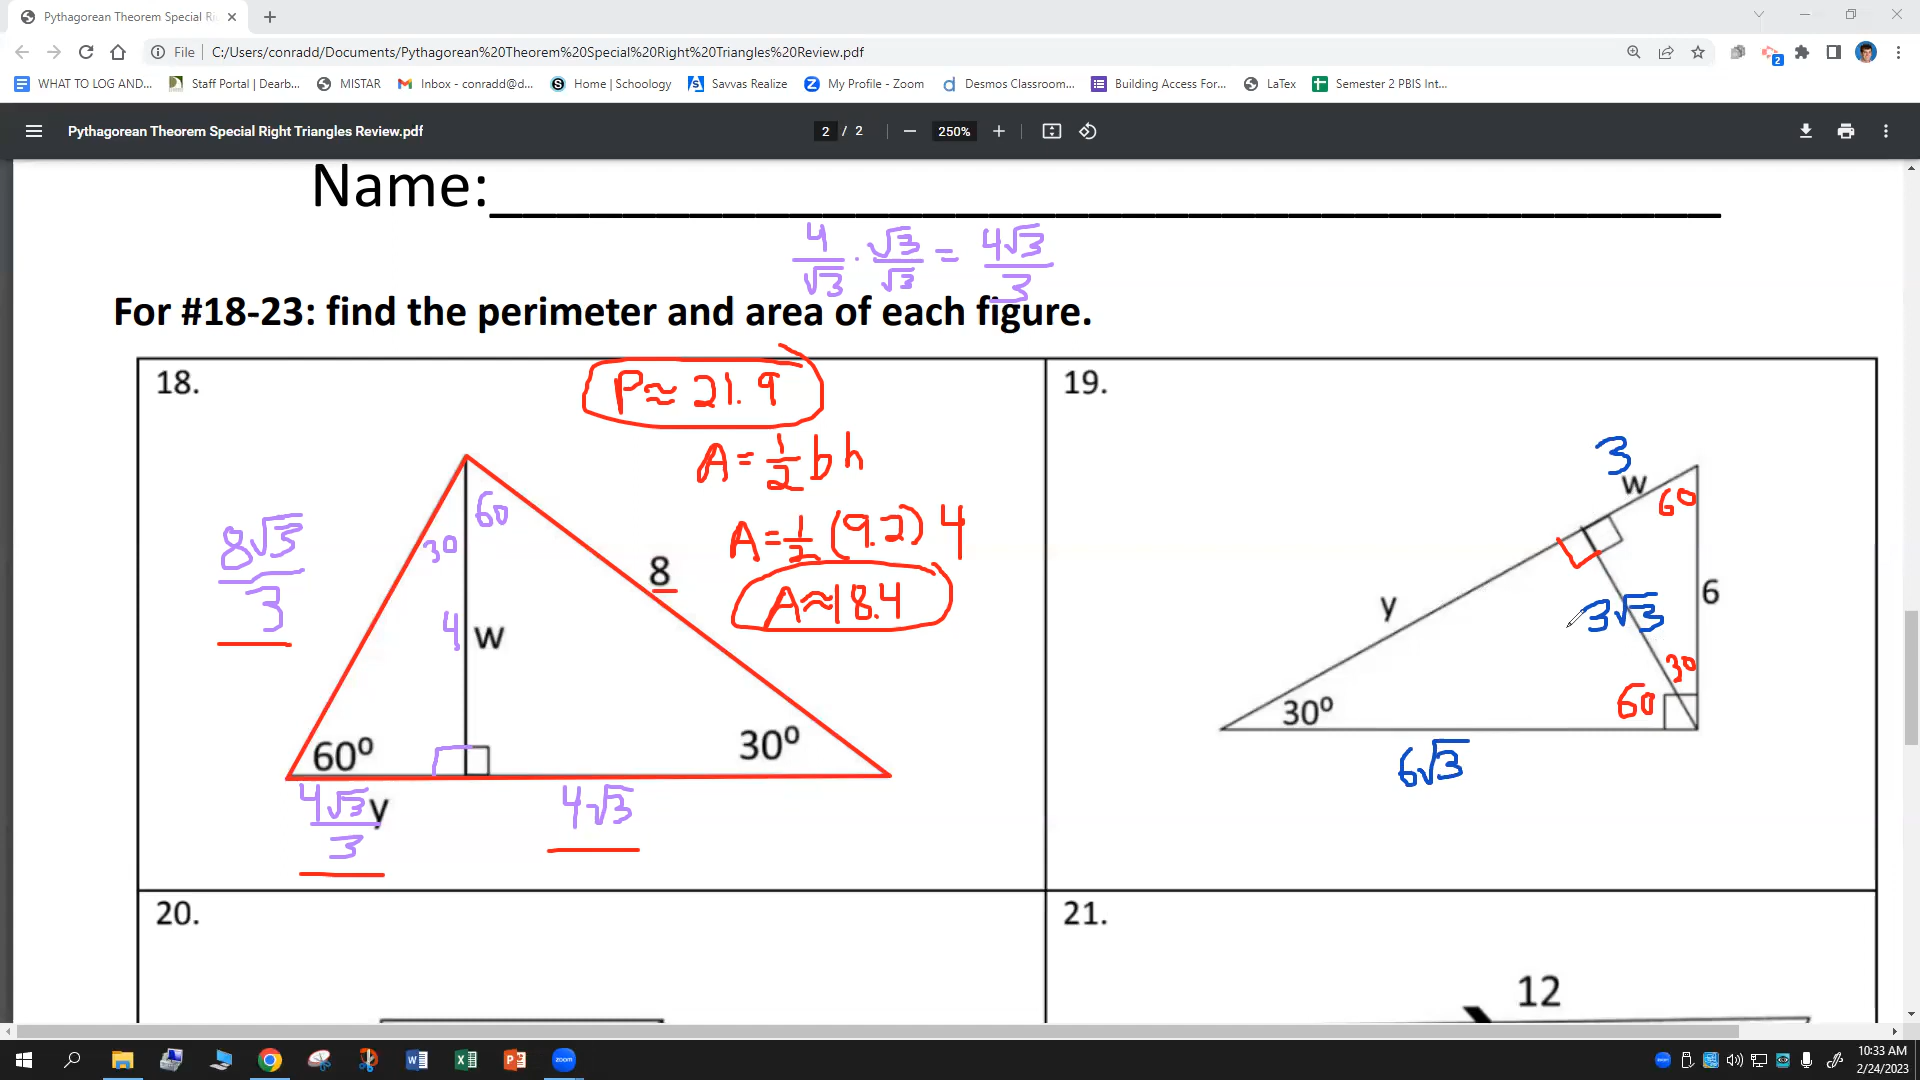 Pythagorean Theorem Special Ri
File C:/Users/conradd/Documents/Pythagorean%20Theorem%20Special%20Right%20Triangles%20Review.pdf
2
WHAT TO LOG AND... Staff Portal | Dearb... MISTAR Inbox - conradd@d... Home | Schoology Savvas Realize My Profile - Zoom Desmos Classroom... Building Access For... LaTex Semester 2 PBIS Int...
Pythagorean Theorem Special Right Triangles Review.pdf 2 / 2 250%
Name:
4/√3 · √3/√3 = 4√3/3
For #18-23: find the perimeter and area of each figure.
18.
P≈ 21.9
A = 1/2 b h
A = 1/2 (9.2) 4
A≈18.4
60
30
8√3/3
8
4 w
60⁰ 30⁰
4√3/3 y 4√3
19.
3
w 60
y 3√3 6
30
30⁰ 60
6√3
20.
21.
12
10:33 AM
2/24/2023